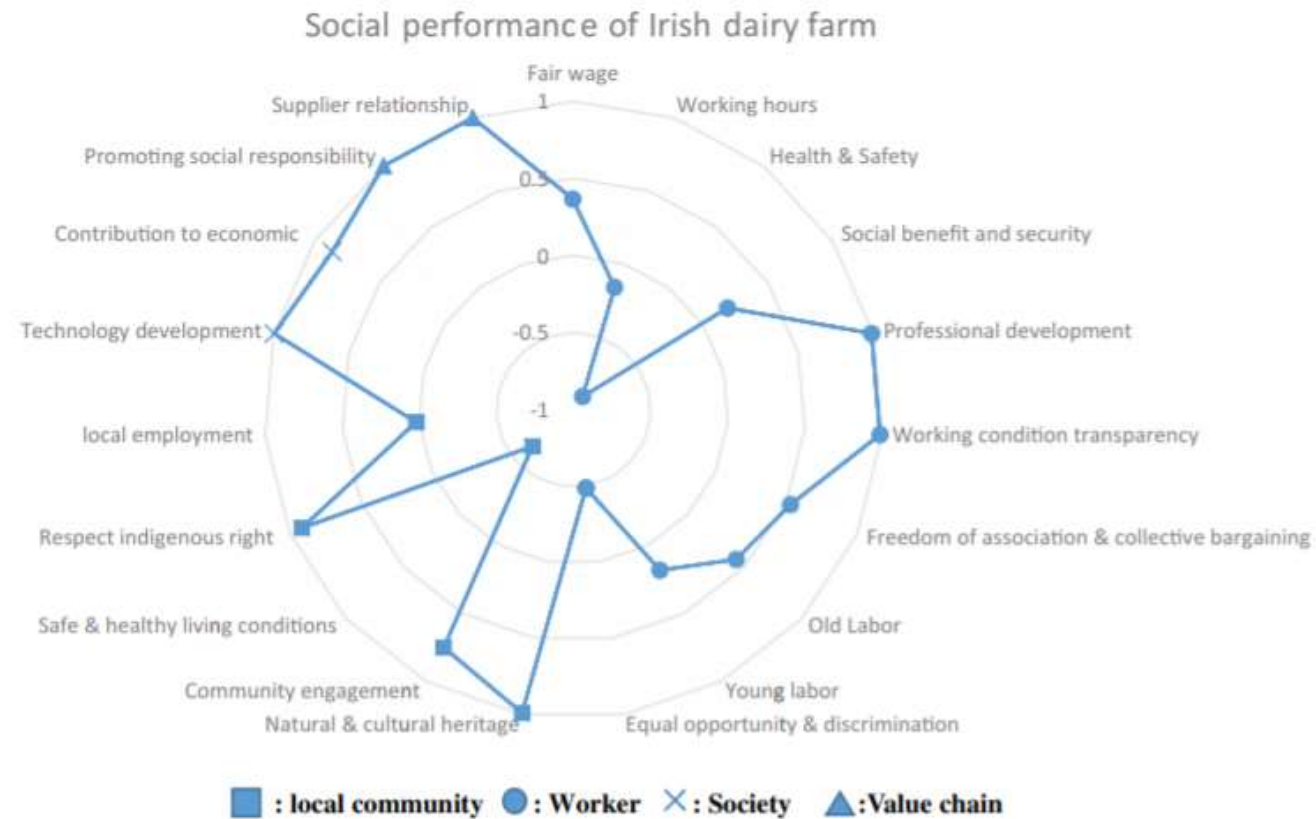 Social performance of Irish dairy farm
Fair wage
Supplier relationship
1
Working hours
Promoting social responsibility
Health & Safety
0.5
Contribution to economic
Social benefit and security
0
Technology development
-0.5
Professional development
-1
local employment
Working condition transparency
Respect indigenous right
Freedom of association & collective bargaining
Safe & healthy living conditions
Old Labor
Community engagement
Young labor
Natural & cultural heritage
Equal opportunity & discrimination
: local community : Worker : Society :Value chain